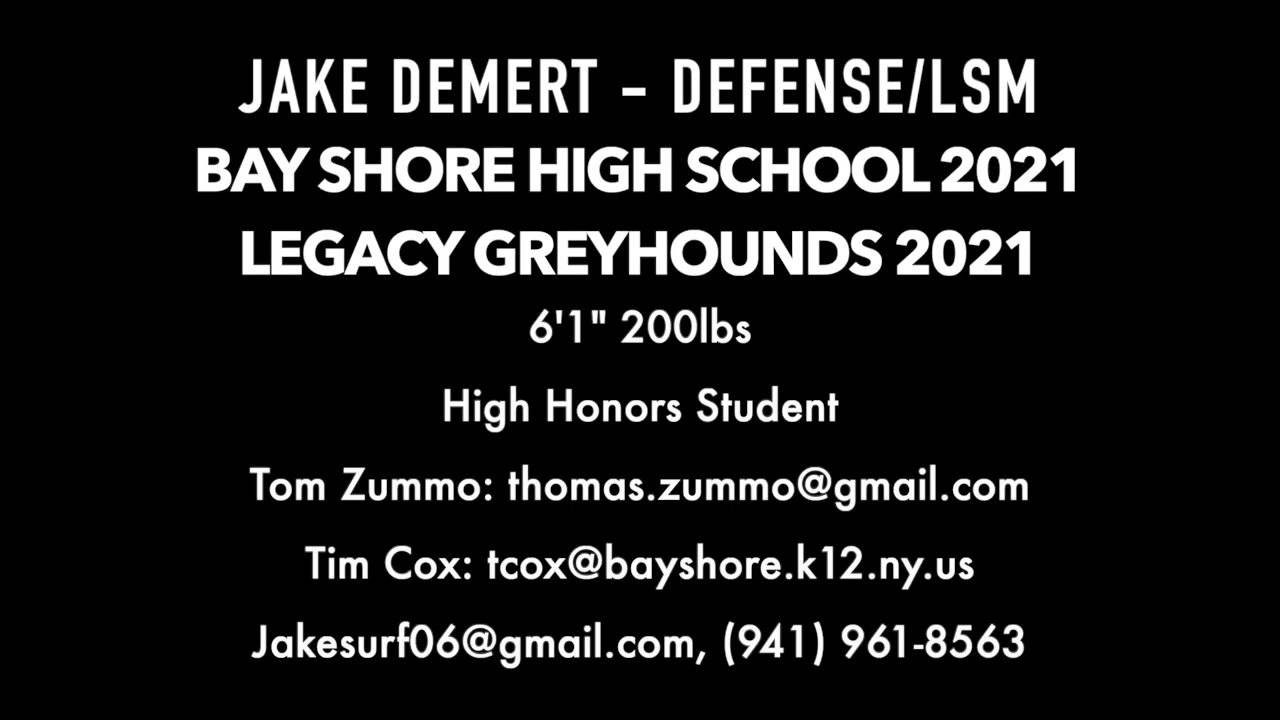 JAKE DEMERT - DEFENSE/LSM
BAY SHORE HIGH SCHOOL 2021
LEGACY GREYHOUNDS 2021
6'1" 200lbs
High Honors Student
Tom Zummo: thomas.zummo@gmail.com
Tim Cox: tcox@bayshore.k12.ny.us
Jakesurf06@gmail.com, (941) 961-8563